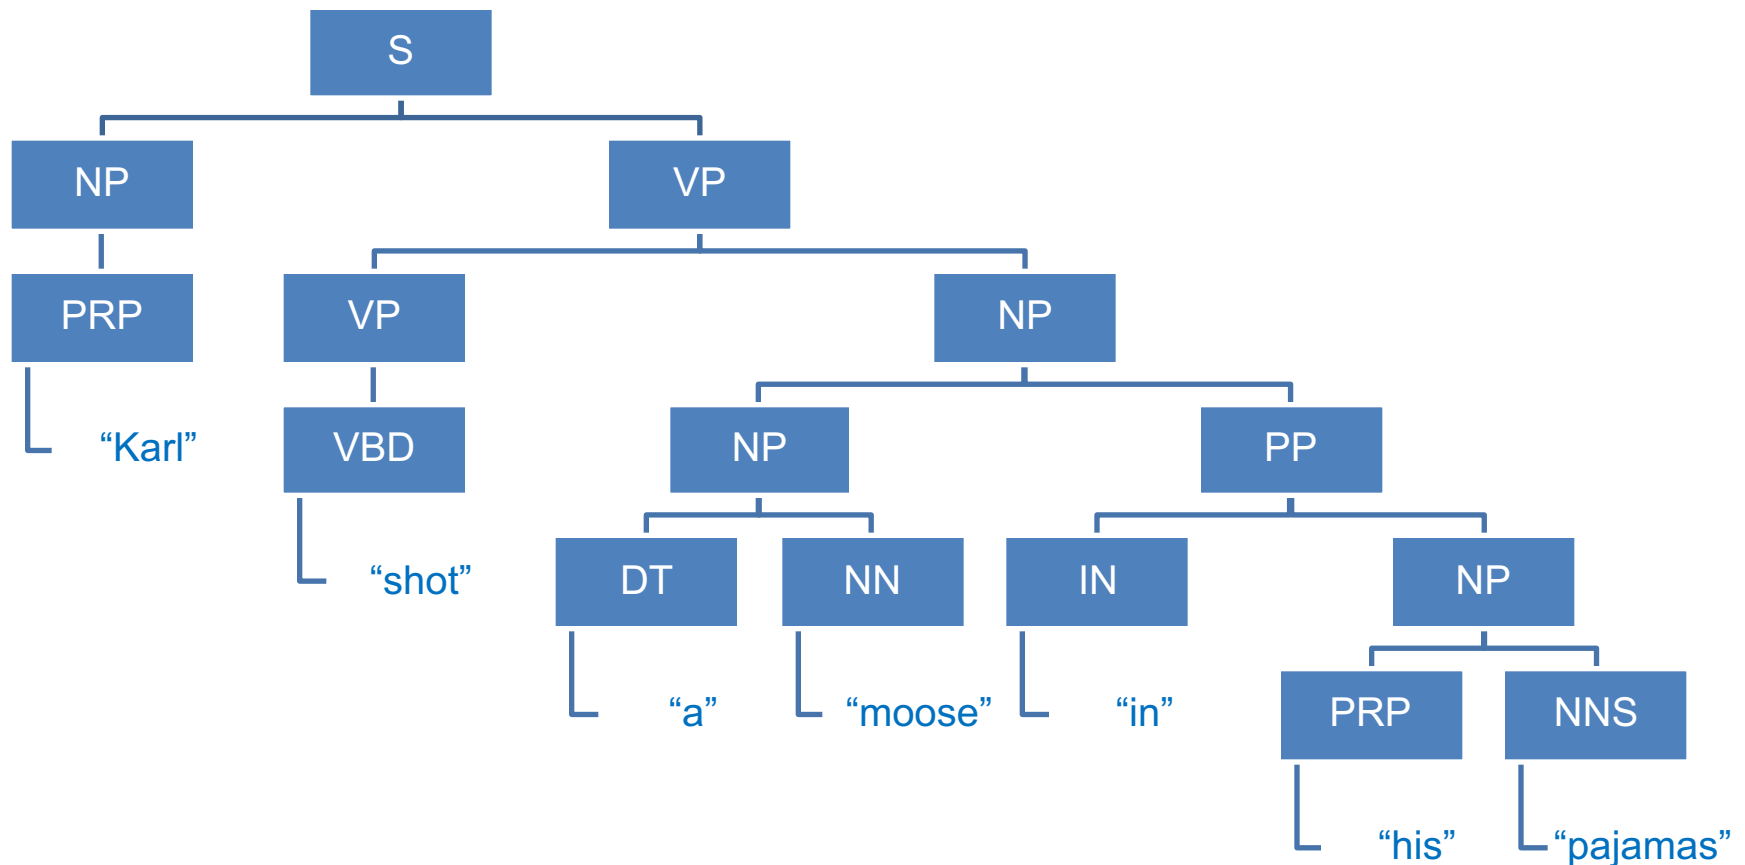 S
NP VP
PRP VP NP
“Karl” VBD NP PP
“shot” DT NN IN NP
“a” “moose” “in” PRP NNS
“his” “pajamas”